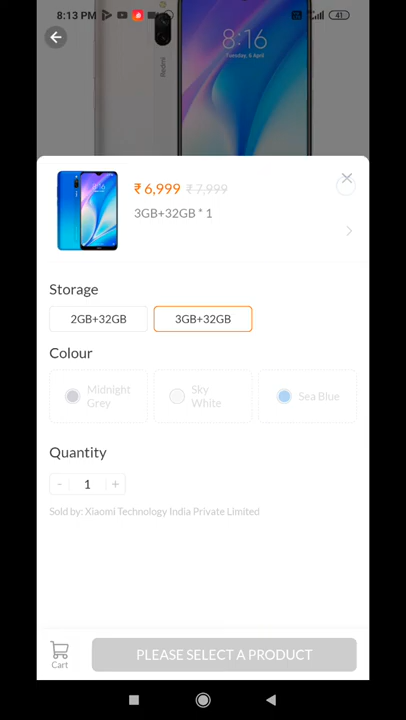 8:13 PM
41
Redmi
8:16
Tuesday, 6 April
₹ 6,999 ₹ 7,999
3GB+32GB * 1
Storage
2GB+32GB 3GB+32GB
Colour
Midnight Grey Sky White Sea Blue
Quantity
- 1 +
Sold by: Xiaomi Technology India Private Limited
Cart
PLEASE SELECT A PRODUCT